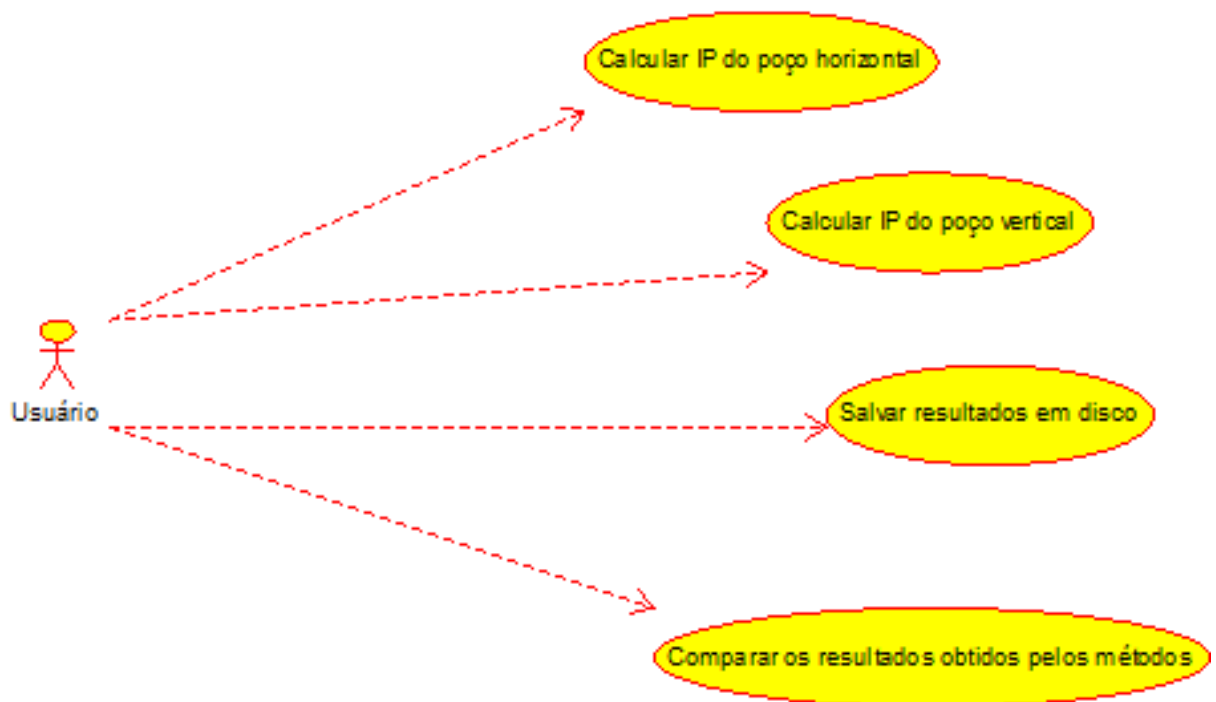 Calcular IP do poço horizontal
Calcular IP do poço vertical
Usuário
Salvar resultados em disco
Comparar os resultados obtidos pelos métodos